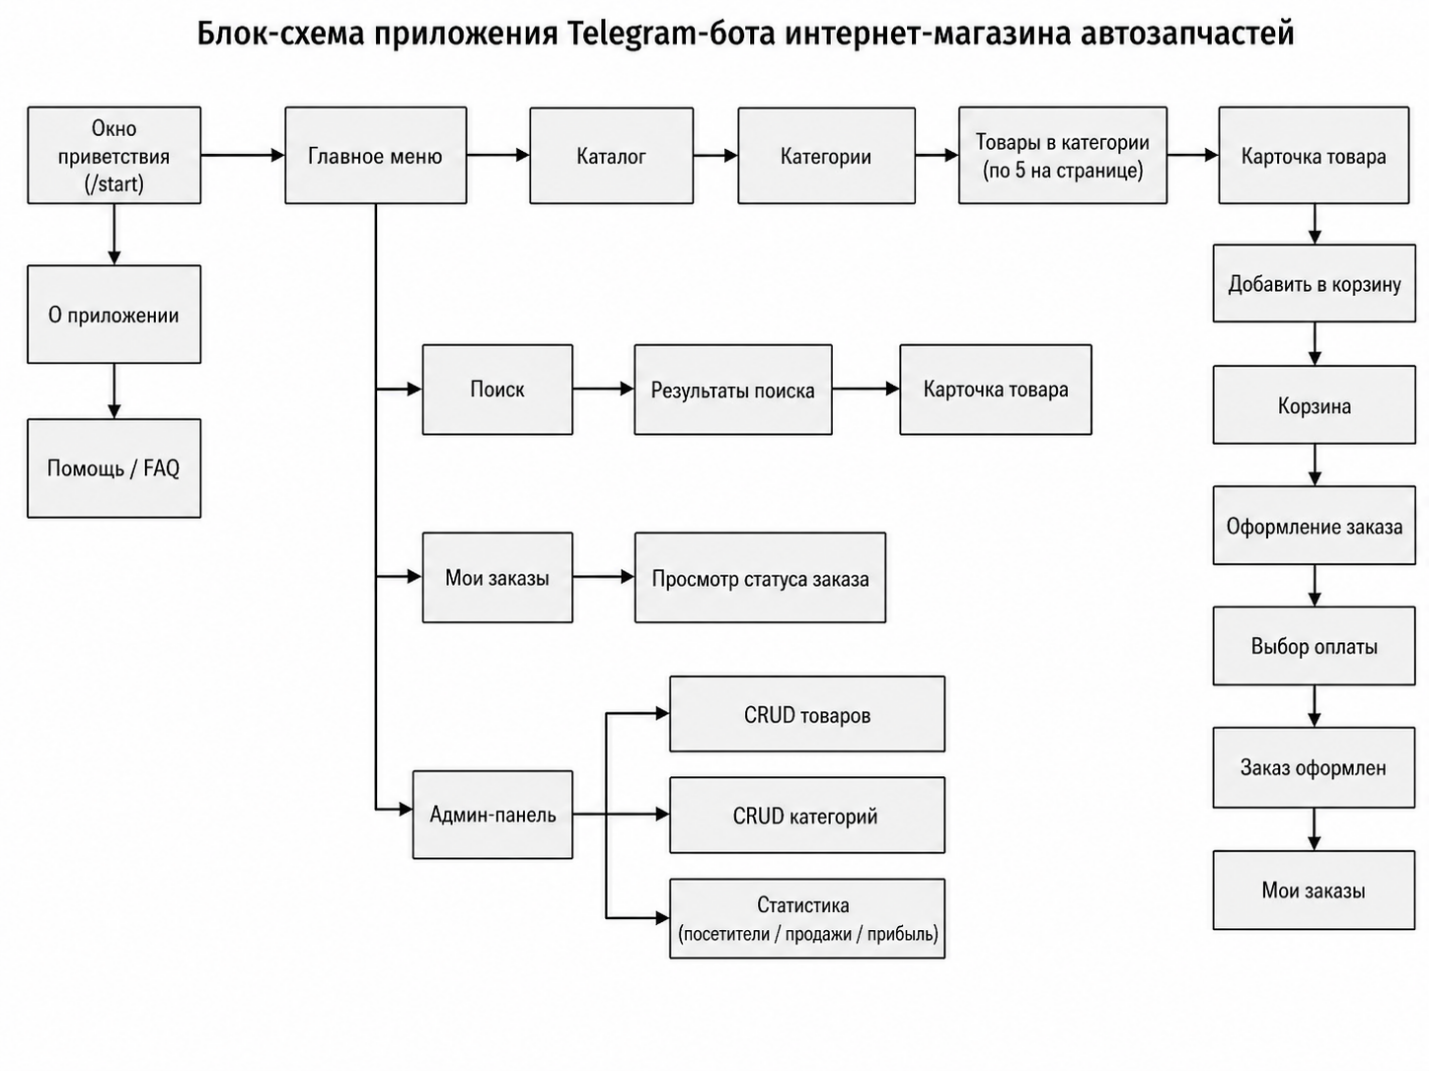 Блок-схема приложения Telegram-бота интернет-магазина автозапчастей
Окно
приветствия
(/start)
Главное меню
Каталог
Категории
Товары в категории
(по 5 на странице)
Карточка товара
О приложении
Добавить в корзину
Поиск
Результаты поиска
Карточка товара
Корзина
Помощь / FAQ
Оформление заказа
Мои заказы
Просмотр статуса заказа
Выбор оплаты
CRUD товаров
Заказ оформлен
Админ-панель
CRUD категорий
Мои заказы
Статистика
(посетители / продажи / прибыль)